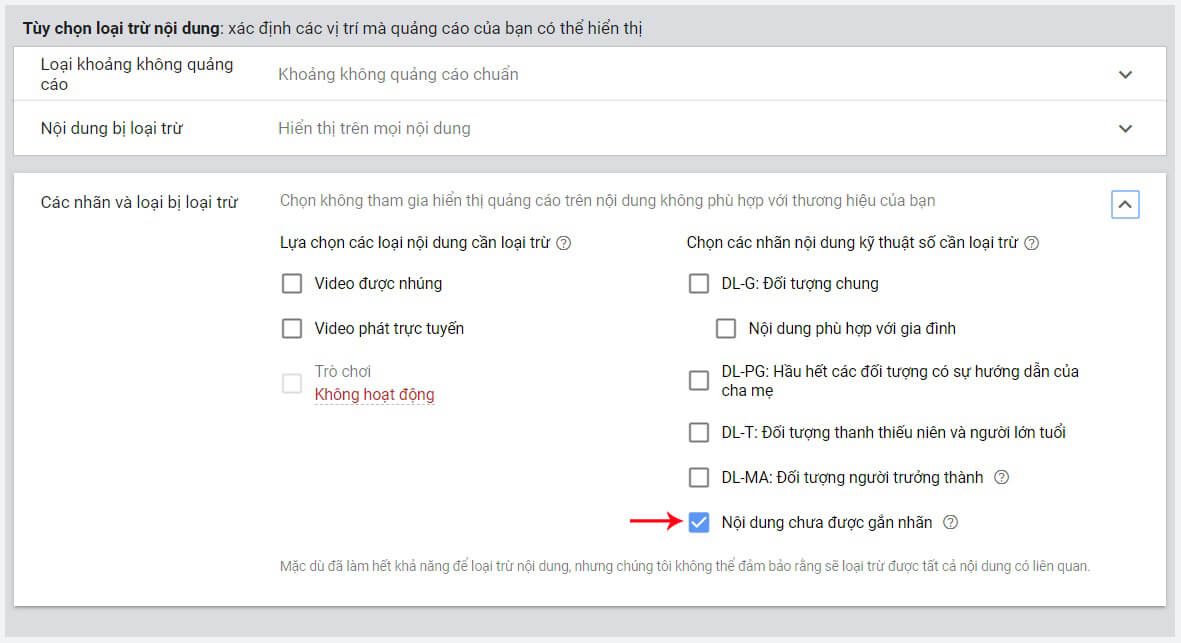 Tùy chọn loại trừ nội dung: xác định các vị trí mà quảng cáo của bạn có thể hiển thị
Loại khoảng không quảng
cáo
Khoảng không quảng cáo chuẩn
Nội dung bị loại trừ
Hiển thị trên mọi nội dung
Các nhãn và loại bị loại trừ
Chọn không tham gia hiển thị quảng cáo trên nội dung không phù hợp với thương hiệu của bạn
Lựa chọn các loại nội dung cần loại trừ ?
Video được nhúng
Video phát trực tuyến
Trò chơi
Không hoạt động
Chọn các nhãn nội dung kỹ thuật số cần loại trừ ?
DL-G: Đối tượng chung
Nội dung phù hợp với gia đình
DL-PG: Hầu hết các đối tượng có sự hướng dẫn của
cha mẹ
DL-T: Đối tượng thanh thiếu niên và người lớn tuổi
DL-MA: Đối tượng người trưởng thành ?
Nội dung chưa được gắn nhãn ?
Mặc dù đã làm hết khả năng để loại trừ nội dung, nhưng chúng tôi không thể đảm bảo rằng sẽ loại trừ được tất cả nội dung có liên quan.